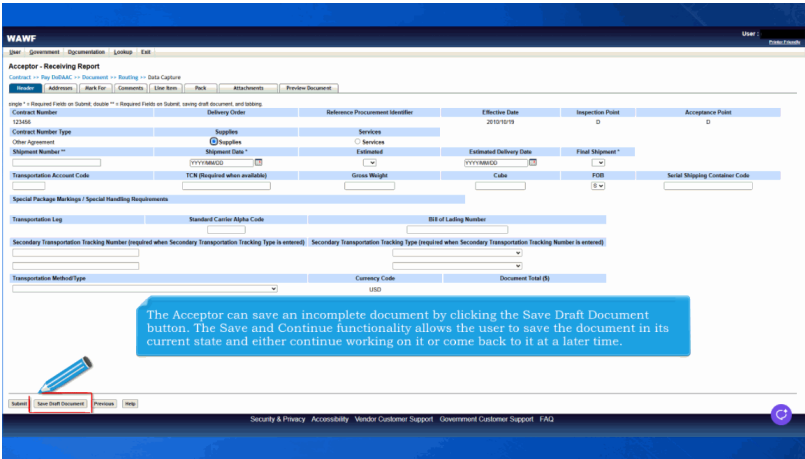 WAWF
User :
Printer Friendly
User Government Documentation Lookup Exit
Acceptor - Receiving Report
Contract >> Pay DoDAAC >> Document >> Routing >> Data Capture
Header Addresses Mark For Comments Line Item Pack Attachments Preview Document
single * = Required Fields on Submit; double ** = Required Fields on Submit, saving draft document, and tabbing.
Contract Number Delivery Order Reference Procurement Identifier Effective Date Inspection Point Acceptance Point
123456 2010/10/19 D D
Contract Number Type Supplies Services
Other Agreement Supplies Services
Shipment Number ** Shipment Date * Estimated Estimated Delivery Date Final Shipment *
YYYY/MM/DD YYYY/MM/DD
Transportation Account Code TCN (Required when available) Gross Weight Cube FOB Serial Shipping Container Code
S
Special Package Markings / Special Handling Requirements
Transportation Leg Standard Carrier Alpha Code Bill of Lading Number
Secondary Transportation Tracking Number (required when Secondary Transportation Tracking Type is entered) Secondary Transportation Tracking Type (required when Secondary Transportation Tracking Number is entered)
Transportation Method/Type Currency Code Document Total ($)
USD
The Acceptor can save an incomplete document by clicking the Save Draft Document
button. The Save and Continue functionality allows the user to save the document in its
current state and either continue working on it or come back to it at a later time.
Submit Save Draft Document Previous Help
Security & Privacy Accessibility Vendor Customer Support Government Customer Support FAQ